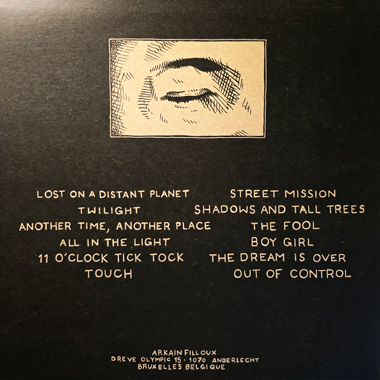 LOST ON A DISTANT PLANET
TWILIGHT
ANOTHER TIME, ANOTHER PLACE
ALL IN THE LIGHT
11 O'CLOCK TICK TOCK
TOUCH
STREET MISSION
SHADOWS AND TALL TREES
THE FOOL
BOY GIRL
THE DREAM IS OVER
OUT OF CONTROL
ARKAIN FILLOUX
DREVE OLYMPIC 15 · 1070 ANDERLECHT
BRUXELLES BELGIQUE